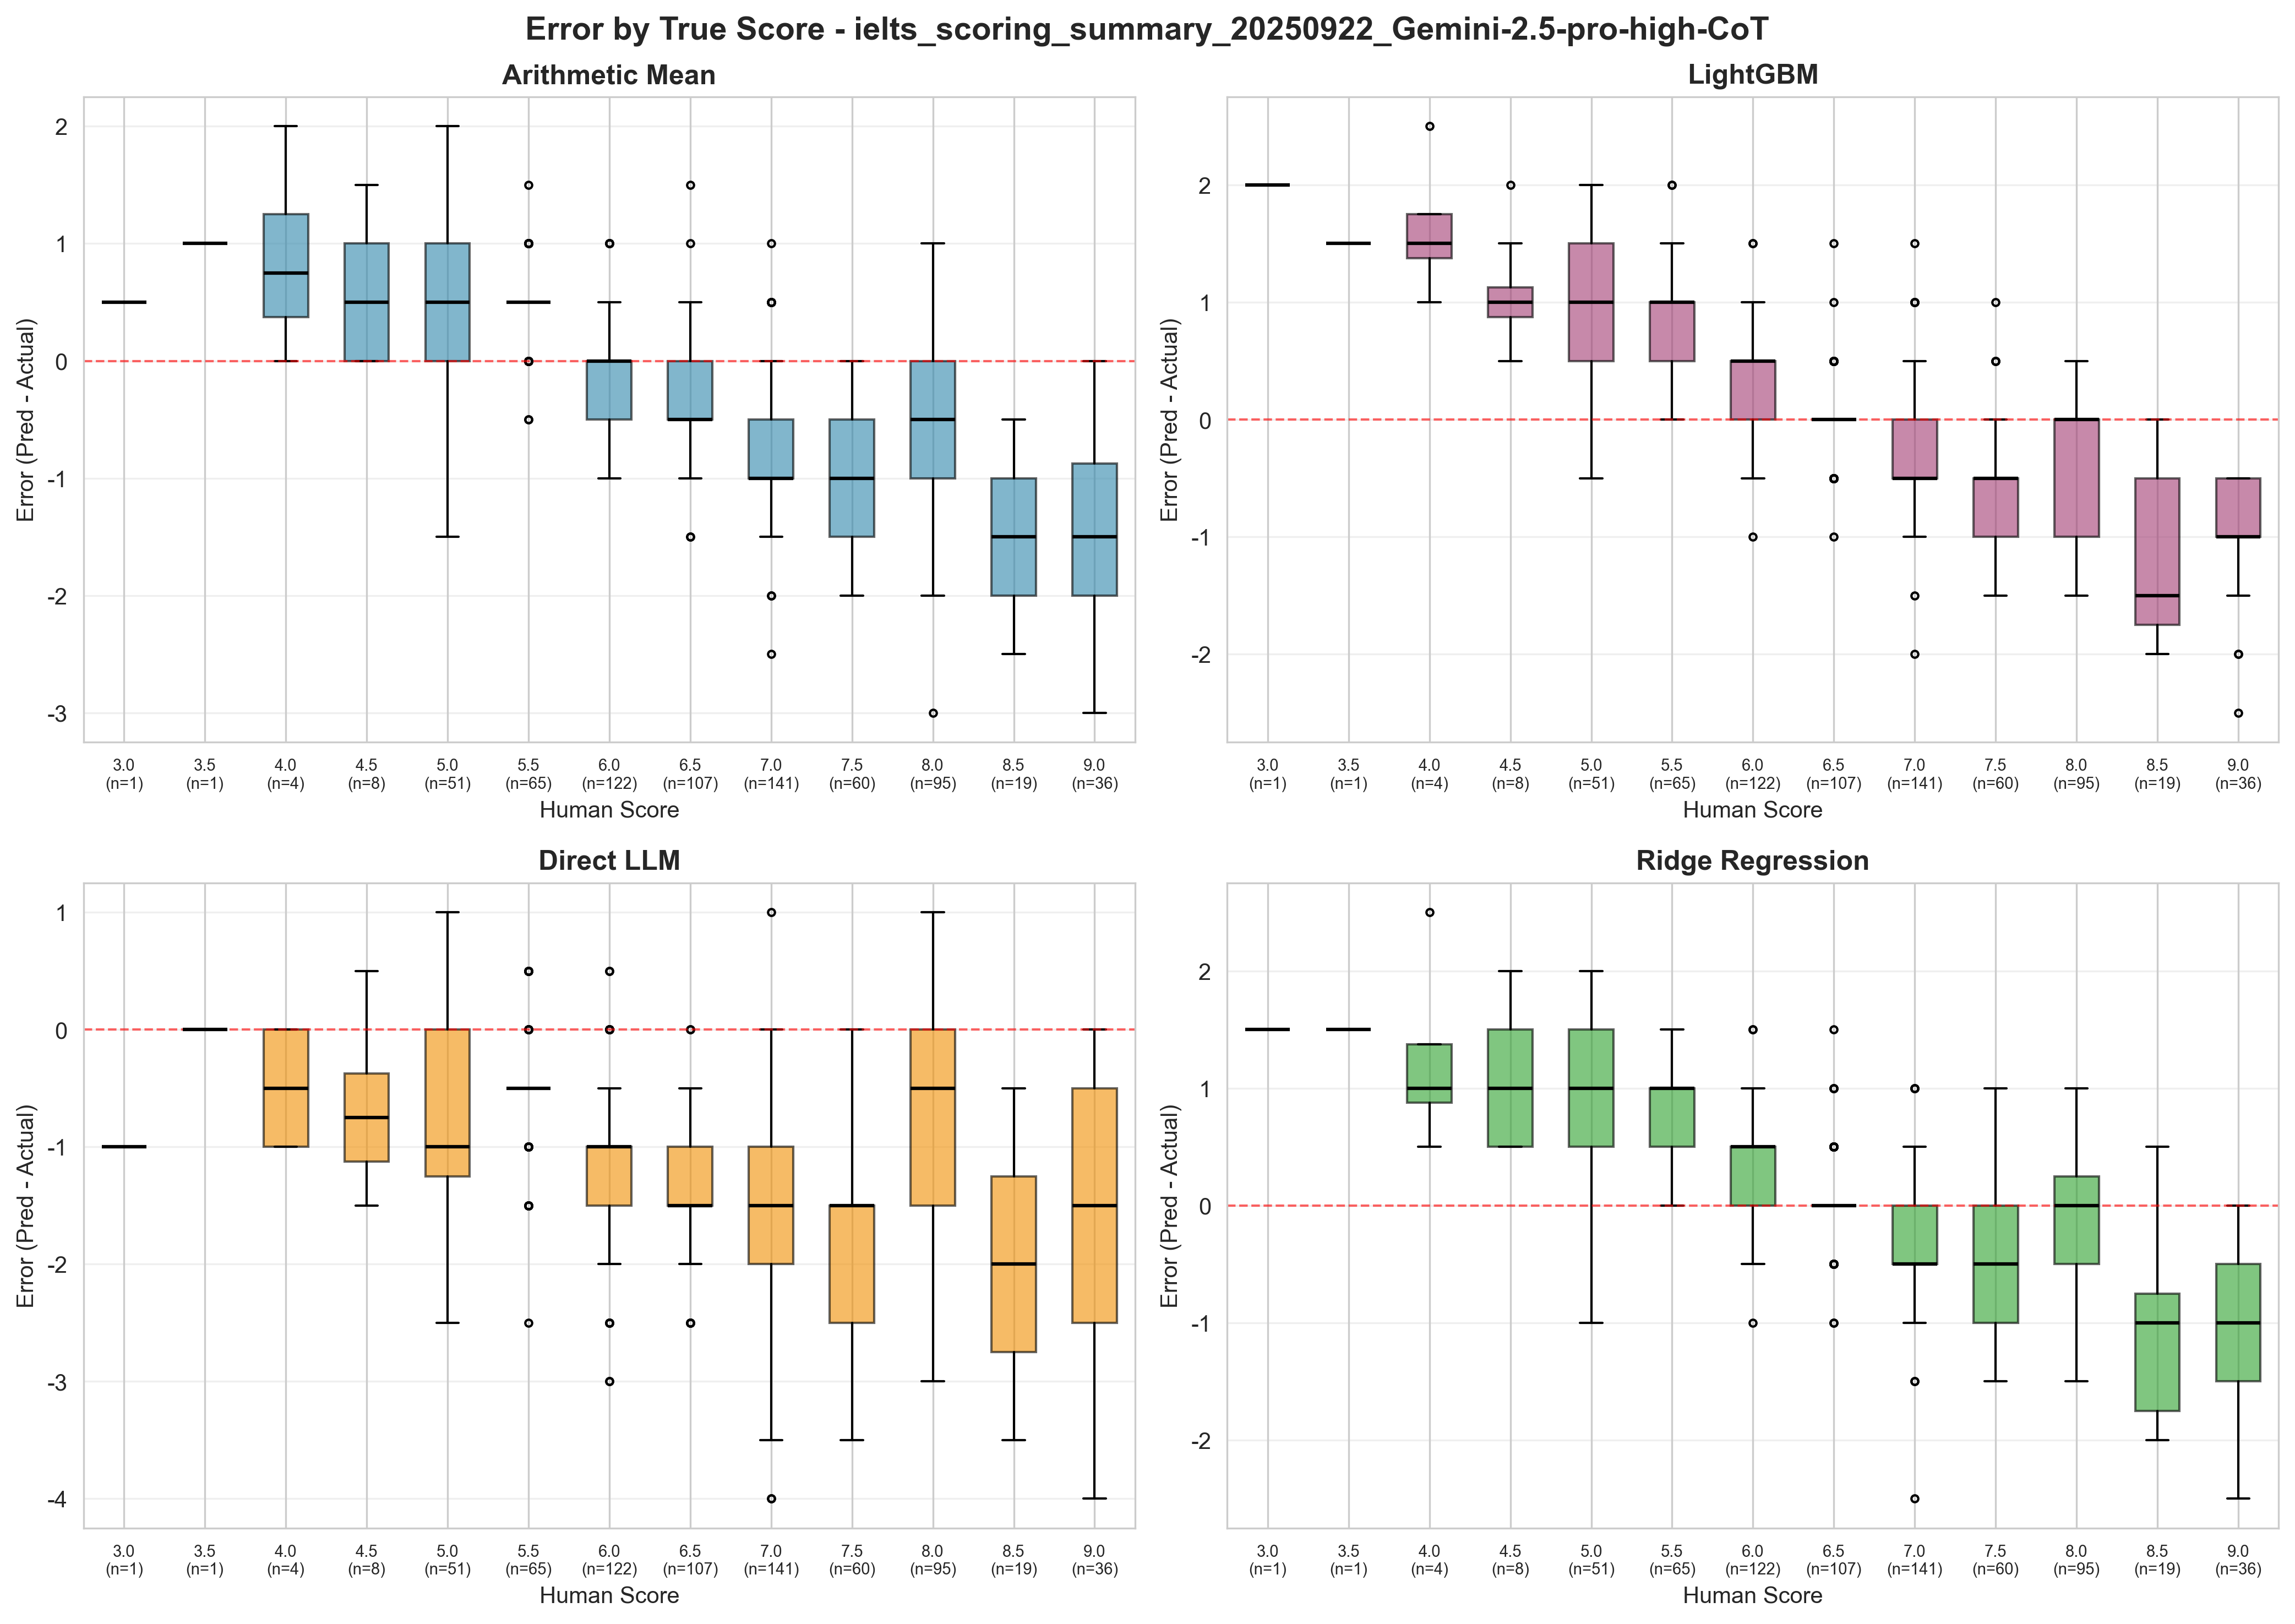 Error by True Score - ielts_scoring_summary_20250922_Gemini-2.5-pro-high-CoT
Arithmetic Mean
Error (Pred - Actual)
2
1
0
-1
-2
-3
3.0 3.5 4.0 4.5 5.0 5.5 6.0 6.5 7.0 7.5 8.0 8.5 9.0
(n=1) (n=1) (n=4) (n=8) (n=51) (n=65) (n=122) (n=107) (n=141) (n=60) (n=95) (n=19) (n=36)
Human Score
LightGBM
Error (Pred - Actual)
2
1
0
-1
-2
3.0 3.5 4.0 4.5 5.0 5.5 6.0 6.5 7.0 7.5 8.0 8.5 9.0
(n=1) (n=1) (n=4) (n=8) (n=51) (n=65) (n=122) (n=107) (n=141) (n=60) (n=95) (n=19) (n=36)
Human Score
Direct LLM
Error (Pred - Actual)
1
0
-1
-2
-3
-4
3.0 3.5 4.0 4.5 5.0 5.5 6.0 6.5 7.0 7.5 8.0 8.5 9.0
(n=1) (n=1) (n=4) (n=8) (n=51) (n=65) (n=122) (n=107) (n=141) (n=60) (n=95) (n=19) (n=36)
Human Score
Ridge Regression
Error (Pred - Actual)
2
1
0
-1
-2
3.0 3.5 4.0 4.5 5.0 5.5 6.0 6.5 7.0 7.5 8.0 8.5 9.0
(n=1) (n=1) (n=4) (n=8) (n=51) (n=65) (n=122) (n=107) (n=141) (n=60) (n=95) (n=19) (n=36)
Human Score